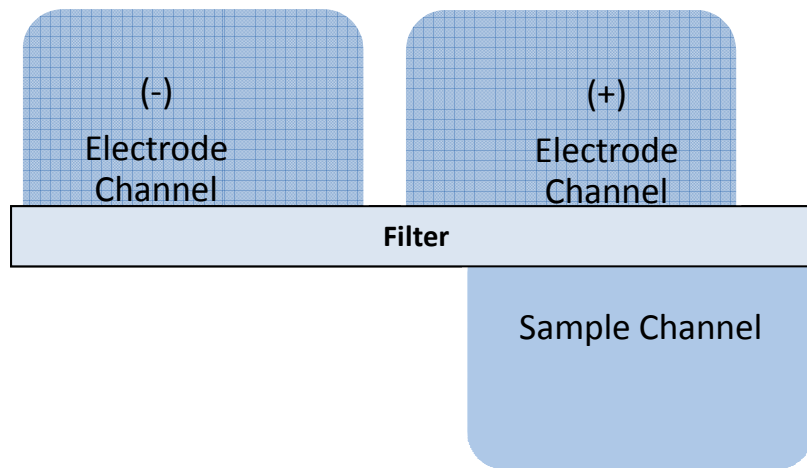 (-)
Electrode
Channel
(+)
Electrode
Channel
Filter
Sample Channel